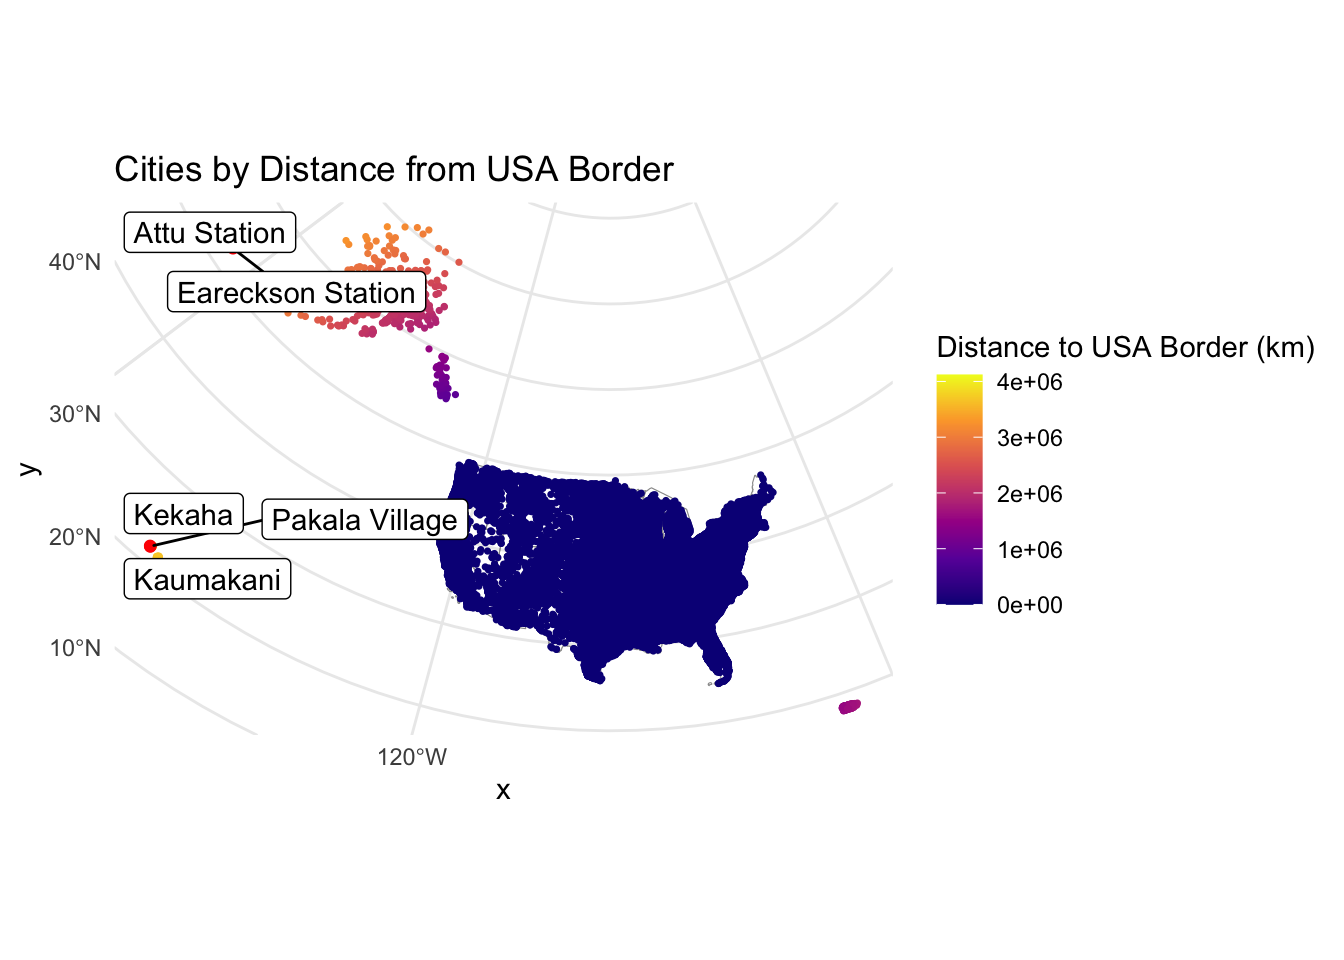 Cities by Distance from USA Border
Attu Station
Eareckson Station
Kekaha
Pakala Village
Kaumakani
40°N
30°N
20°N
10°N
y
120°W
x
Distance to USA Border (km)
4e+06
3e+06
2e+06
1e+06
0e+00